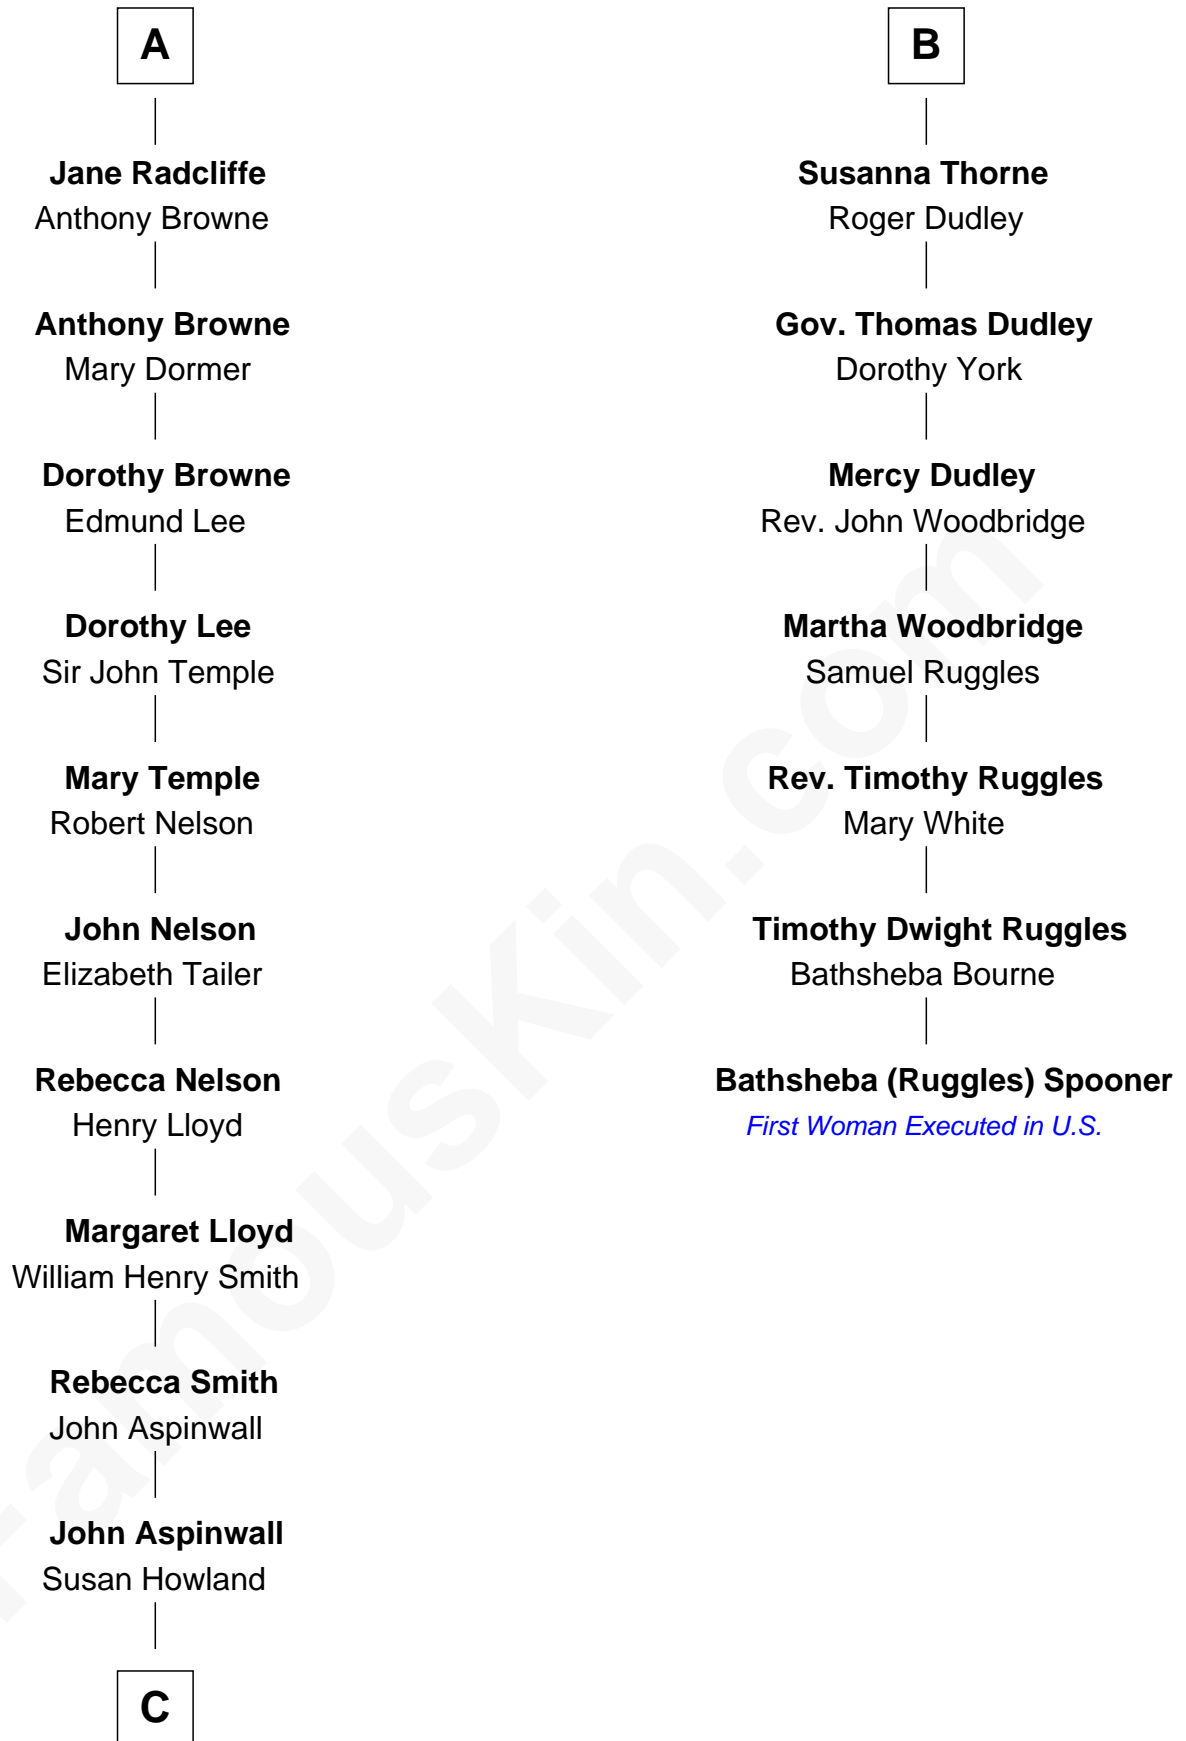 A
Jane Radcliffe
Anthony Browne
Anthony Browne
Mary Dormer
Dorothy Browne
Edmund Lee
Dorothy Lee
Sir John Temple
Mary Temple
Robert Nelson
John Nelson
Elizabeth Tailer
Rebecca Nelson
Henry Lloyd
Margaret Lloyd
William Henry Smith
Rebecca Smith
John Aspinwall
John Aspinwall
Susan Howland
C
B
Susanna Thorne
Roger Dudley
Gov. Thomas Dudley
Dorothy York
Mercy Dudley
Rev. John Woodbridge
Martha Woodbridge
Samuel Ruggles
Rev. Timothy Ruggles
Mary White
Timothy Dwight Ruggles
Bathsheba Bourne
Bathsheba (Ruggles) Spooner
First Woman Executed in U.S.
FamousKin.com